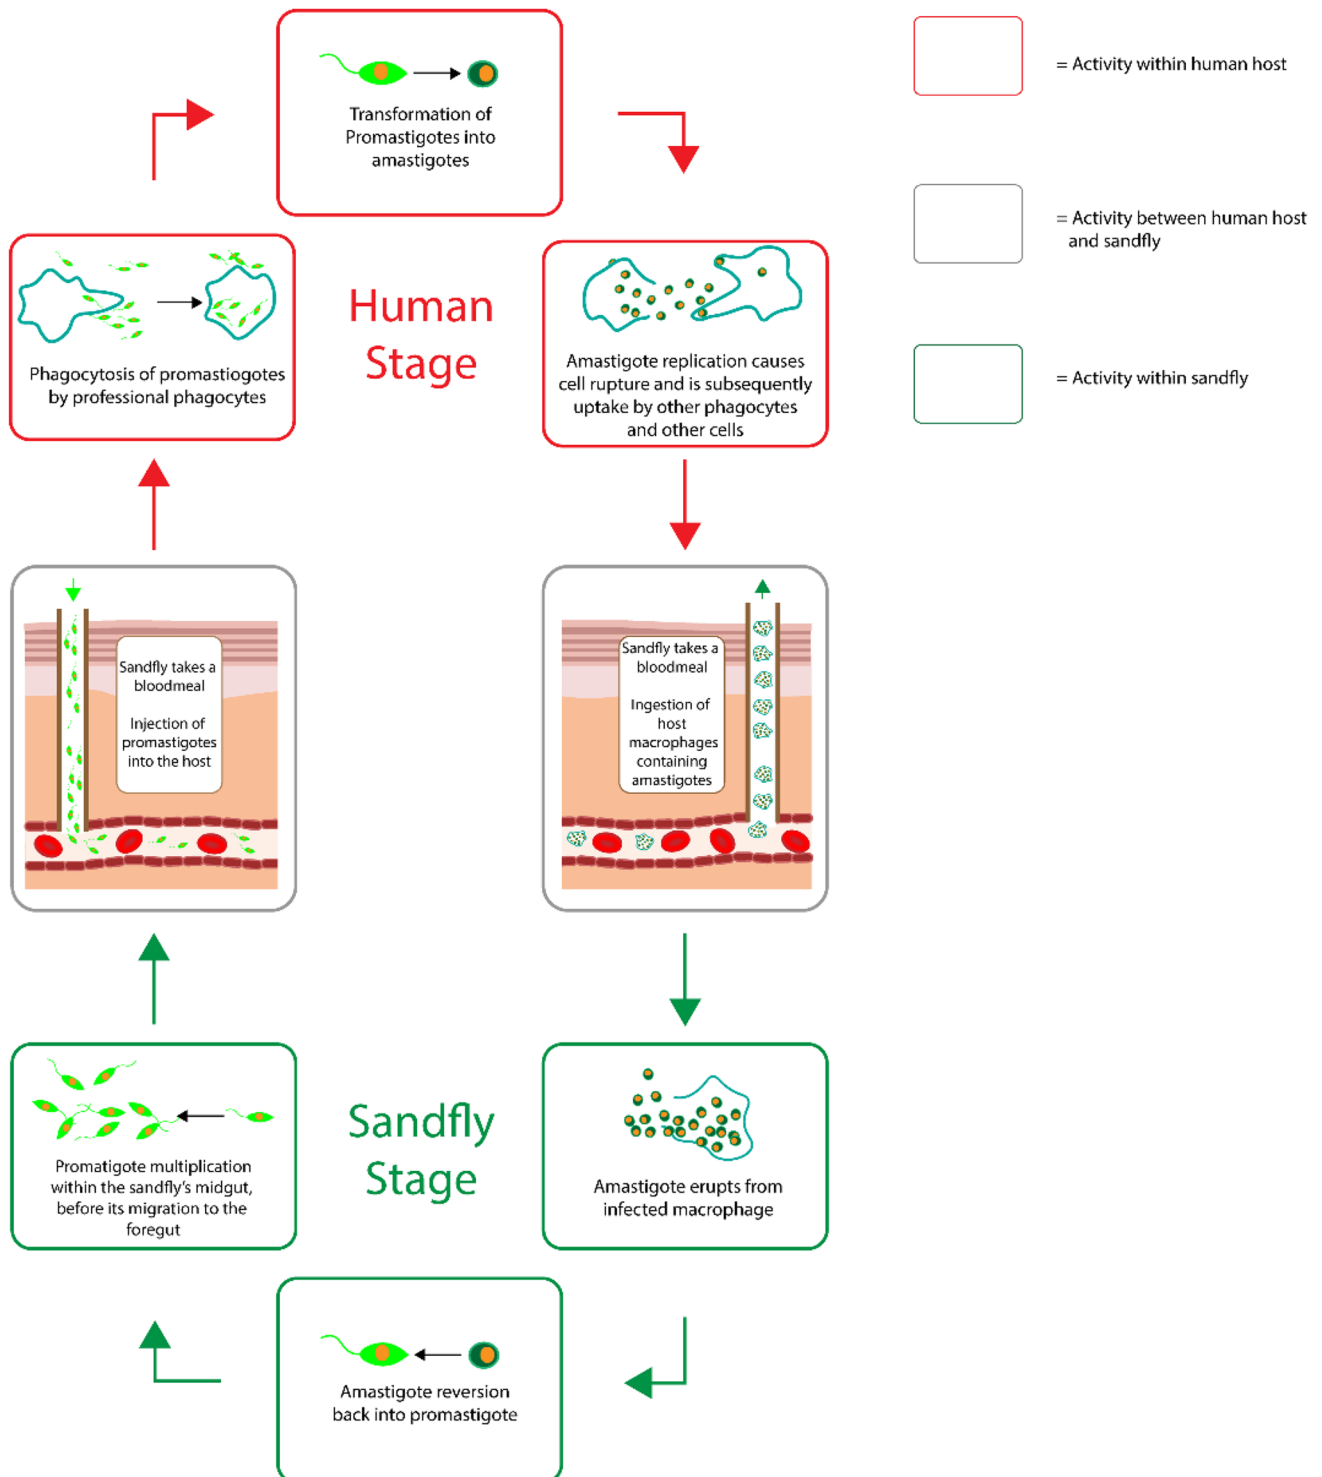 Transformation of
Promastigotes into
amastigotes
= Activity within human host
= Activity between human host
and sandfly
= Activity within sandfly
Human
Stage
Phagocytosis of promastiogotes
by professional phagocytes
Amastigote replication causes
cell rupture and is subsequently
uptake by other phagocytes
and other cells
Sandfly takes a
bloodmeal
Injection of
promastigotes
into the host
Sandfly takes a
bloodmeal
Ingestion of
host
macrophages
containing
amastigotes
Sandfly
Stage
Promatigote multiplication
within the sandfly's midgut,
before its migration to the
foregut
Amastigote erupts from
infected macrophage
Amastigote reversion
back into promastigote